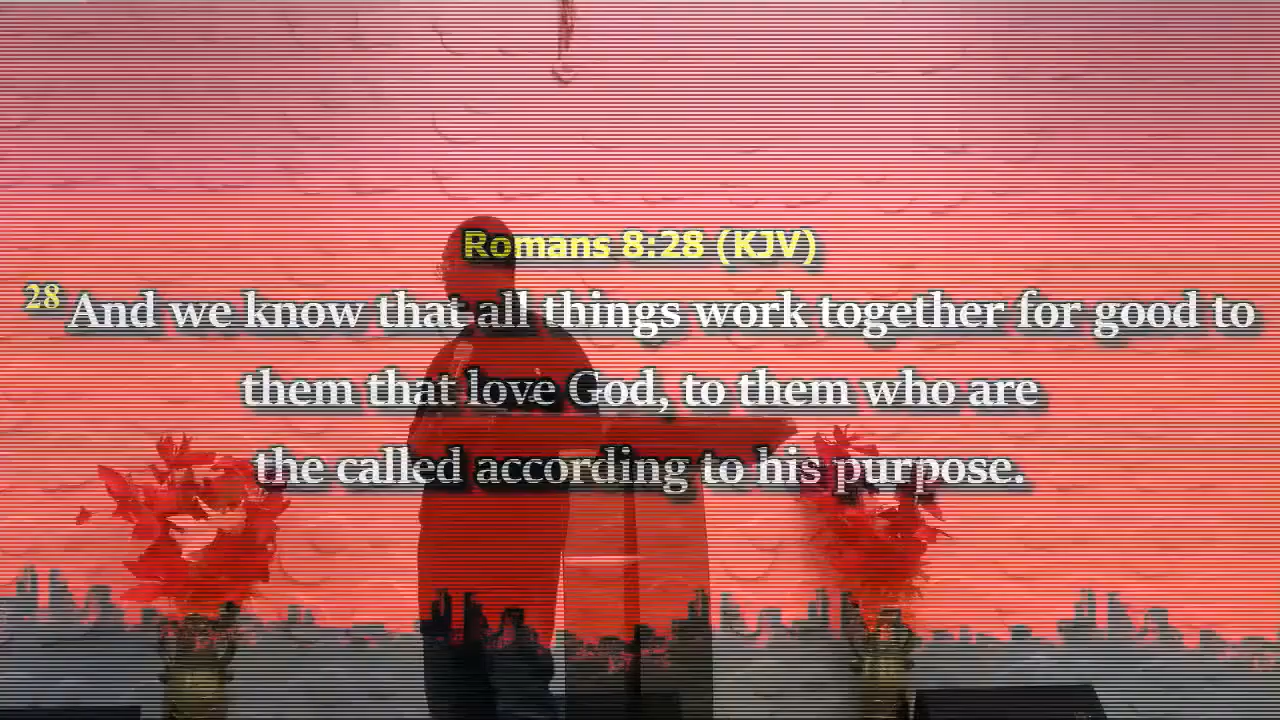 Romans 8:28 (KJV)
28 And we know that all things work together for good to
them that love God, to them who are
the called according to his purpose.